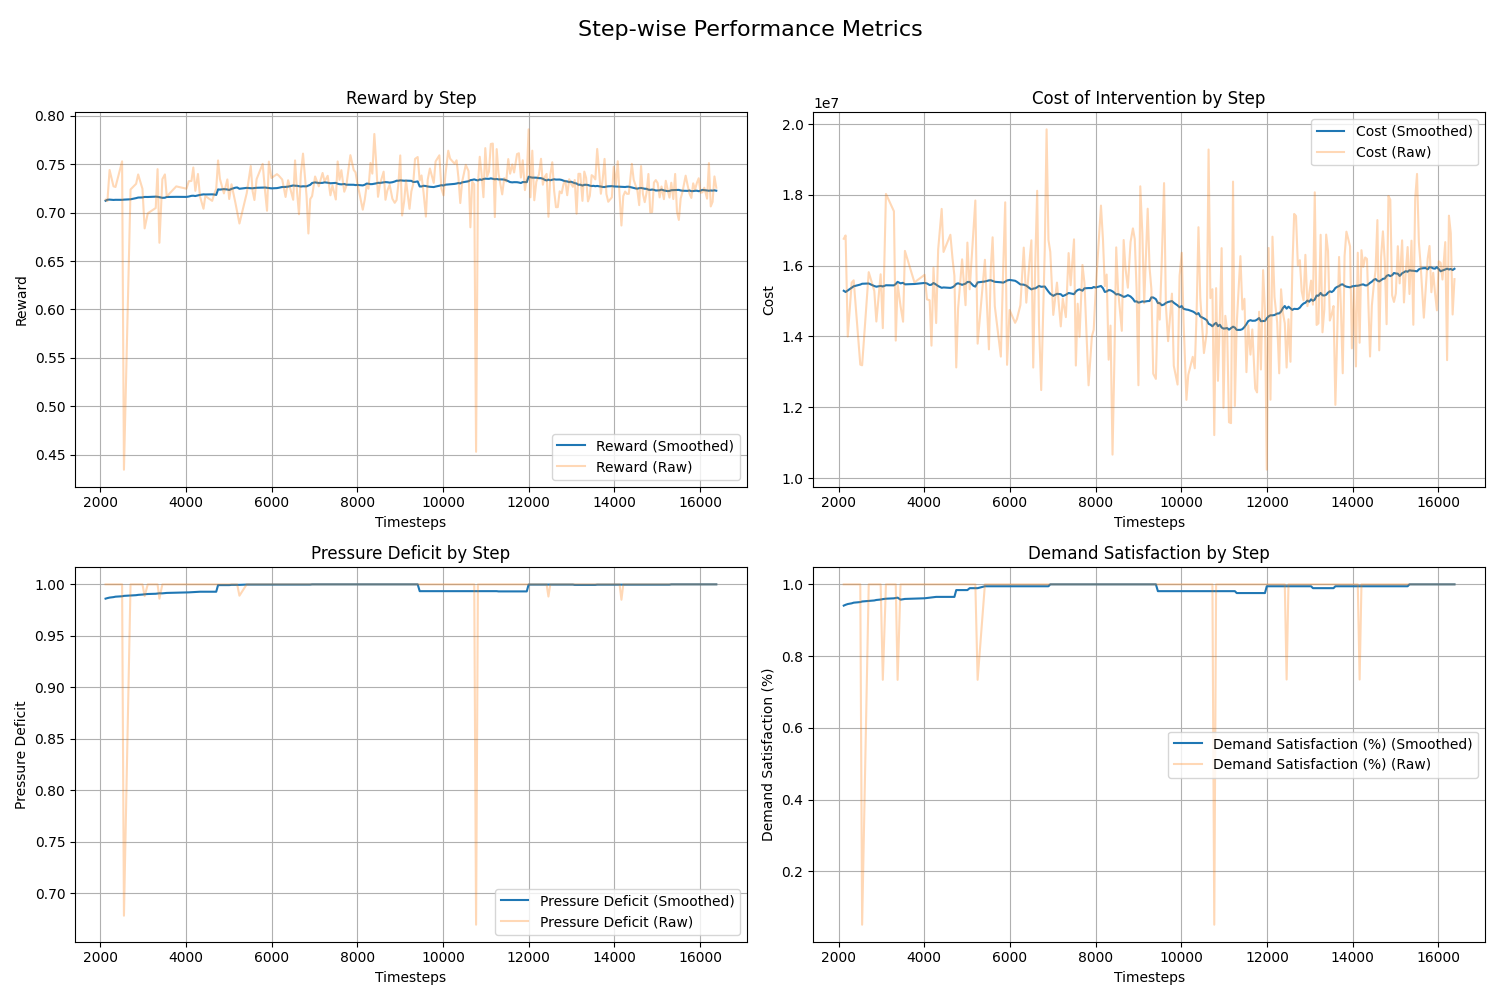 Step-wise Performance Metrics
Reward by Step
0.80
0.75
0.70
0.65
0.60
0.55
0.50
0.45
Reward
2000 4000 6000 8000 10000 12000 14000 16000
Timesteps
Reward (Smoothed)
Reward (Raw)
Cost of Intervention by Step
1e7
2.0
1.8
1.6
1.4
1.2
1.0
Cost
2000 4000 6000 8000 10000 12000 14000 16000
Timesteps
Cost (Smoothed)
Cost (Raw)
Pressure Deficit by Step
1.00
0.95
0.90
0.85
0.80
0.75
0.70
Pressure Deficit
2000 4000 6000 8000 10000 12000 14000 16000
Timesteps
Pressure Deficit (Smoothed)
Pressure Deficit (Raw)
Demand Satisfaction by Step
1.0
0.8
0.6
0.4
0.2
Demand Satisfaction (%)
2000 4000 6000 8000 10000 12000 14000 16000
Timesteps
Demand Satisfaction (%) (Smoothed)
Demand Satisfaction (%) (Raw)